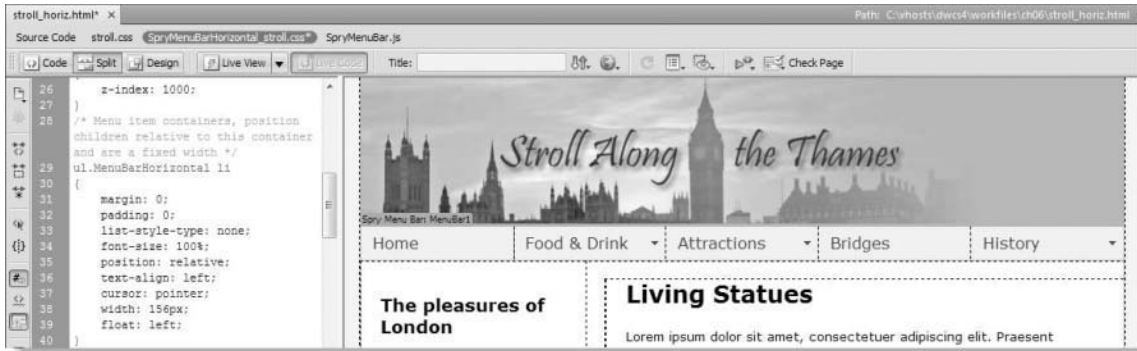 stroll_horiz.html* × Path: C:\vhosts\dwcs4\workfiles\ch06\stroll_horiz.html
Source Code stroll.css SpryMenuBarHorizontal_stroll.css* SpryMenuBar.js
Code Split Design Live View Live Code Title: Check Page
26 z-index: 1000;
27 }
28 /* Menu item containers, position
children relative to this container
and are a fixed width */
29 ul.MenuBarHorizontal li
30 {
31 margin: 0;
32 padding: 0;
33 list-style-type: none;
34 font-size: 100%;
35 position: relative;
36 text-align: left;
37 cursor: pointer;
38 width: 156px;
39 float: left;
40 }
Stroll Along the Thames
Spry Menu Bar: MenuBar1
Home Food & Drink Attractions Bridges History
The pleasures of
London
Living Statues
Lorem ipsum dolor sit amet, consectetuer adipiscing elit. Praesent